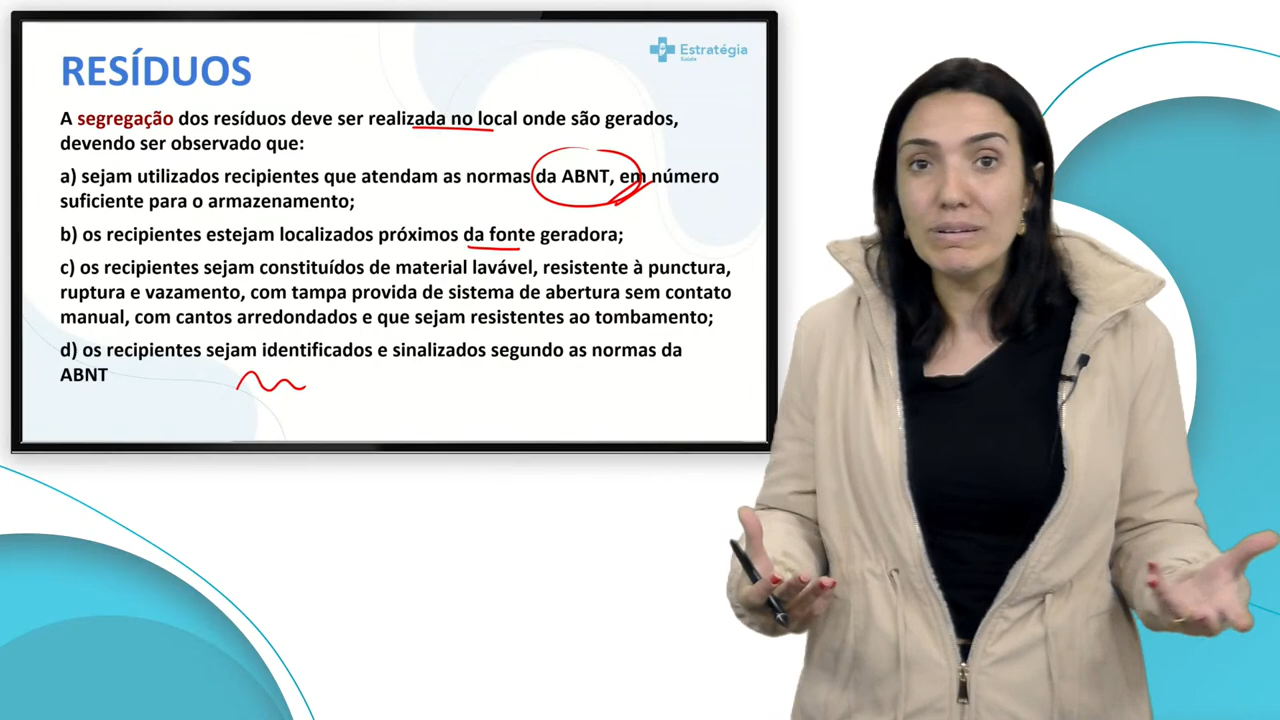 RESÍDUOS
Estratégia
Saúde
A segregação dos resíduos deve ser realizada no local onde são gerados,
devendo ser observado que:
a) sejam utilizados recipientes que atendam as normas da ABNT, em número
suficiente para o armazenamento;
b) os recipientes estejam localizados próximos da fonte geradora;
c) os recipientes sejam constituídos de material lavável, resistente à punctura,
ruptura e vazamento, com tampa provida de sistema de abertura sem contato
manual, com cantos arredondados e que sejam resistentes ao tombamento;
d) os recipientes sejam identificados e sinalizados segundo as normas da
ABNT